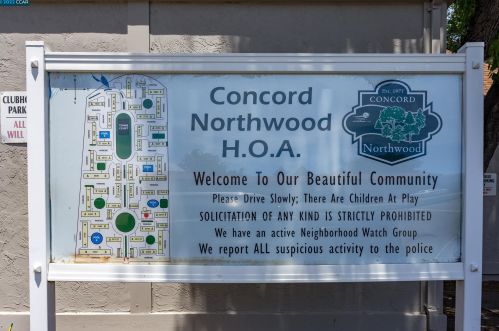 © 2022 CCAR
CLUBHO
PARK
ALL
WILL
Concord
Northwood
H.O.A.
Est. 1971
CONCORD
Northwood
Welcome To Our Beautiful Community
Please Drive Slowly; There Are Children At Play
SOLICITATION OF ANY KIND IS STRICTLY PROHIBITED
We have an active Neighborhood Watch Group
We report ALL suspicious activity to the police